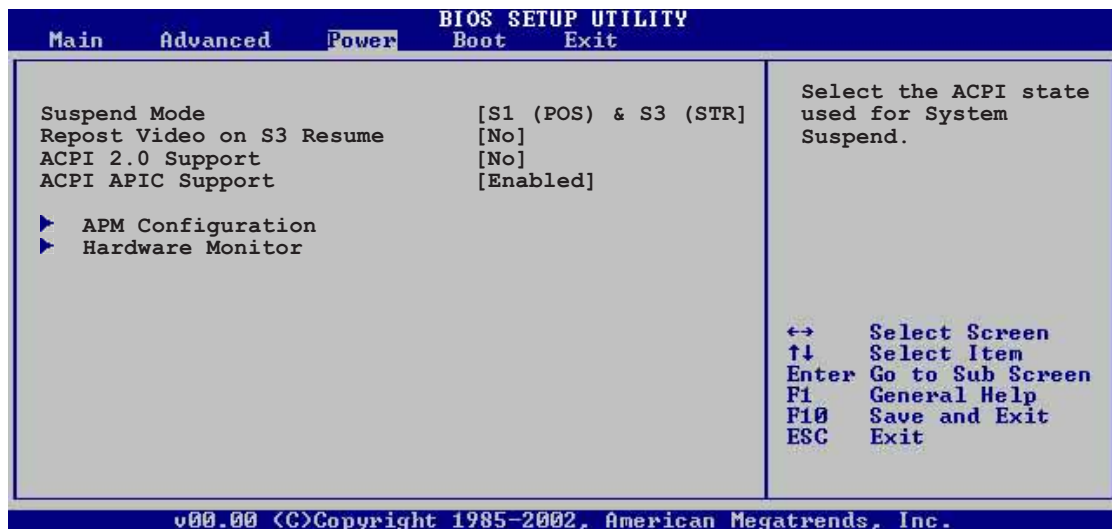 BIOS SETUP UTILITY
Main Advanced Power Boot Exit
Suspend Mode [S1 (POS) & S3 (STR]
Repost Video on S3 Resume [No]
ACPI 2.0 Support [No]
ACPI APIC Support [Enabled]
APM Configuration
Hardware Monitor
Select the ACPI state
used for System
Suspend.
←→ Select Screen
↑↓ Select Item
Enter Go to Sub Screen
F1 General Help
F10 Save and Exit
ESC Exit
v00.00 (C)Copyright 1985-2002, American Megatrends, Inc.